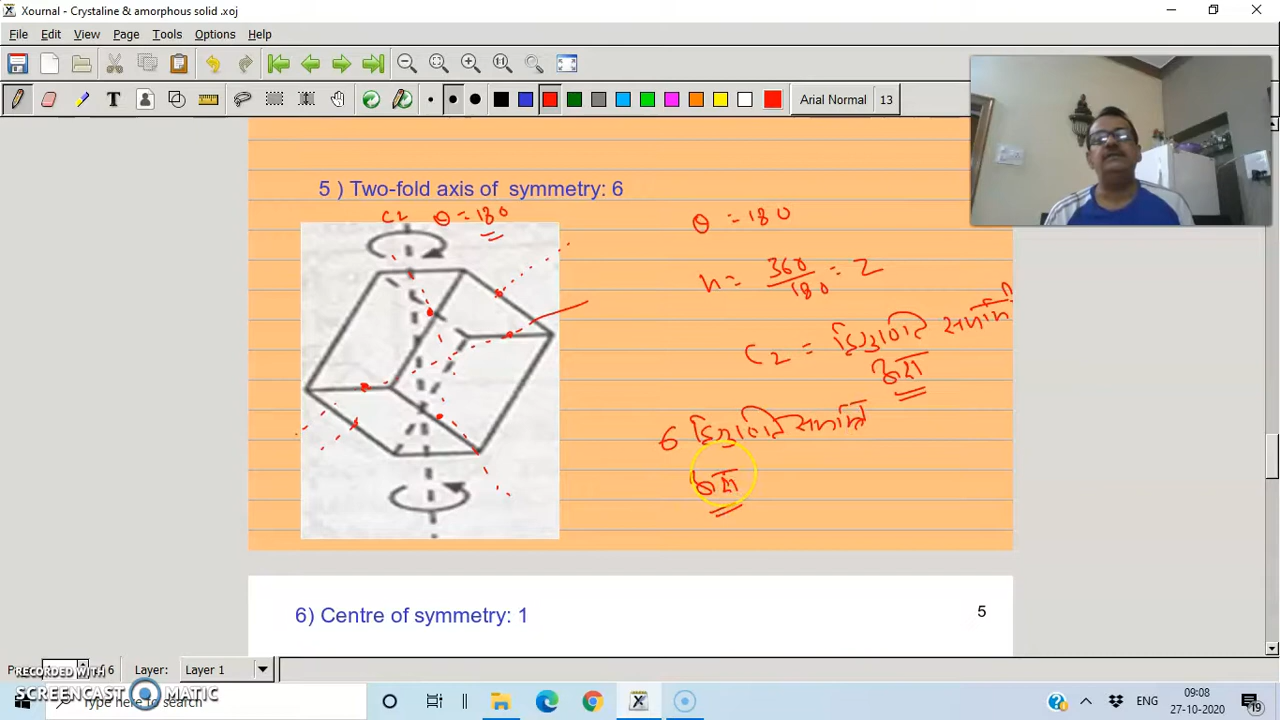 Xournal - Crystaline & amorphous solid .xoj
File Edit View Page Tools Options Help
Arial Normal 13
5 ) Two-fold axis of symmetry: 6
C2 θ = 180
θ = 180
n = 360/180 = 2
C2 =
6
6) Centre of symmetry: 1
5
6 Layer: Layer 1
RECORDED WITH
SCREENCAST MATIC
Type here to search
ENG
09:08
27-10-2020
19